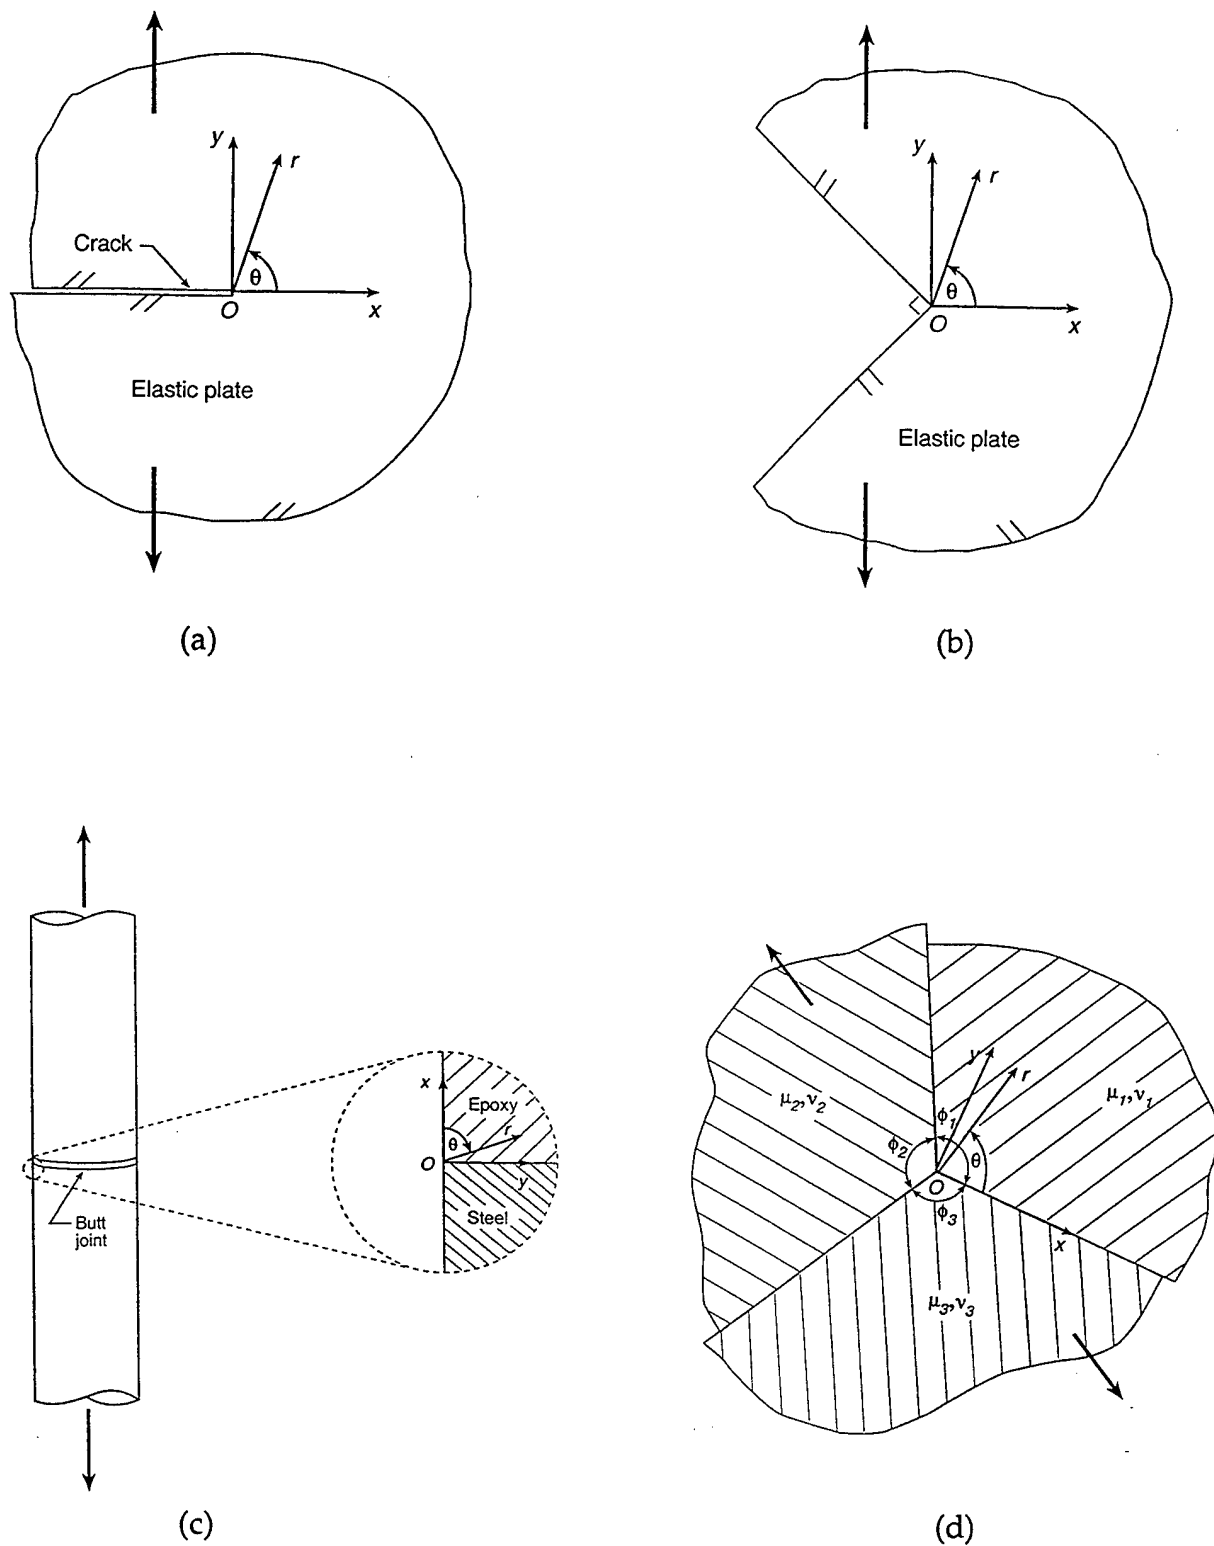 y
r
Crack
θ
O
x
Elastic plate
(a)
y
r
θ
O
x
Elastic plate
(b)
x
Epoxy
θ
r
O
y
Steel
Butt
joint
(c)
y
r
μ₂,ν₂
μ₁,ν₁
ϕ₁
ϕ₂
θ
O
ϕ₃
x
μ₃,ν₃
(d)